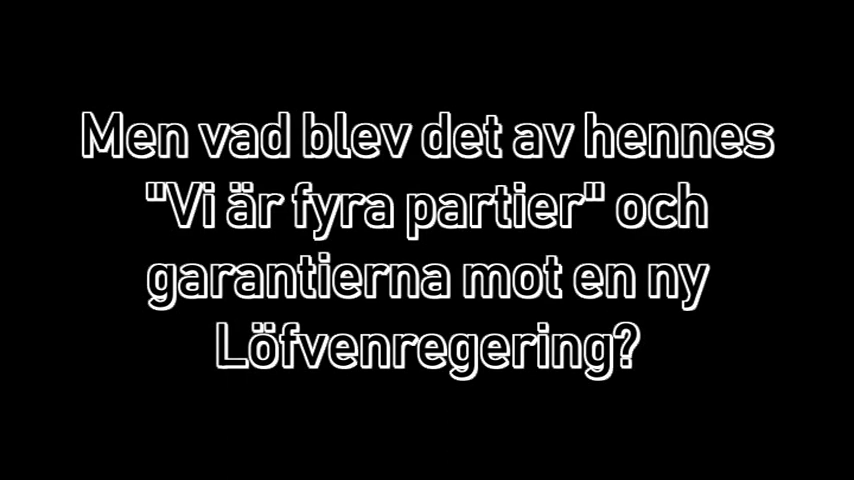 Men vad blev det av hennes
"Vi är fyra partier" och
garantierna mot en ny
Löfvenregering?